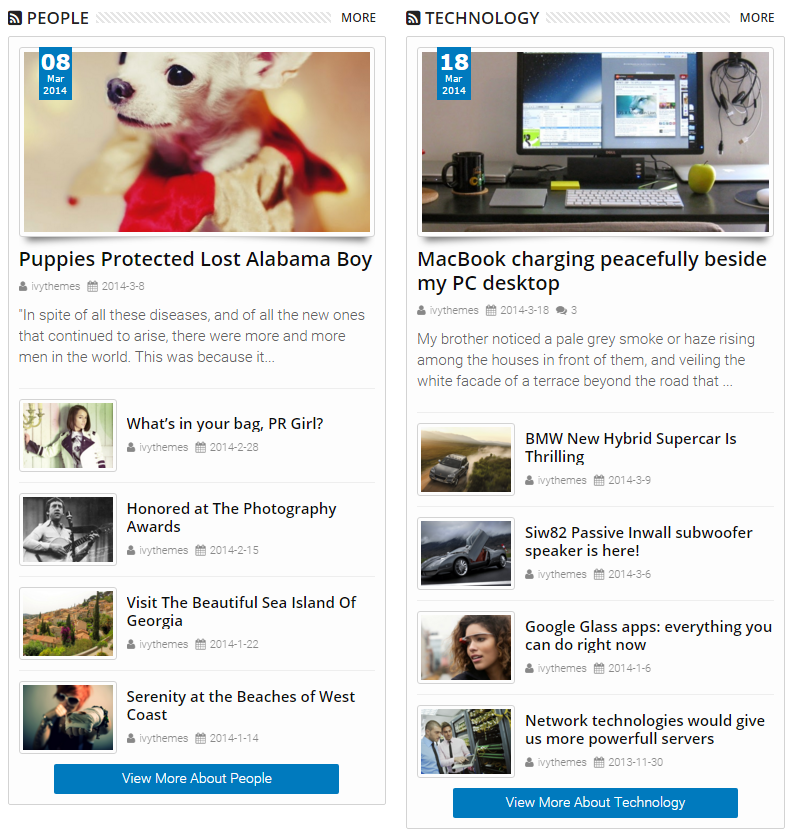 PEOPLE
MORE
08
Mar
2014
Puppies Protected Lost Alabama Boy
ivythemes 2014-3-8
"In spite of all these diseases, and of all the new ones
that continued to arise, there were more and more
men in the world. This was because it...
What's in your bag, PR Girl?
ivythemes 2014-2-28
Honored at The Photography
Awards
ivythemes 2014-2-15
Visit The Beautiful Sea Island Of
Georgia
ivythemes 2014-1-22
Serenity at the Beaches of West
Coast
ivythemes 2014-1-14
View More About People
TECHNOLOGY
MORE
18
Mar
2014
MacBook charging peacefully beside
my PC desktop
ivythemes 2014-3-18 3
My brother noticed a pale grey smoke or haze rising
among the houses in front of them, and veiling the
white facade of a terrace beyond the road that ...
BMW New Hybrid Supercar Is
Thrilling
ivythemes 2014-3-9
Siw82 Passive Inwall subwoofer
speaker is here!
ivythemes 2014-3-6
Google Glass apps: everything you
can do right now
ivythemes 2014-1-6
Network technologies would give
us more powerfull servers
ivythemes 2013-11-30
View More About Technology